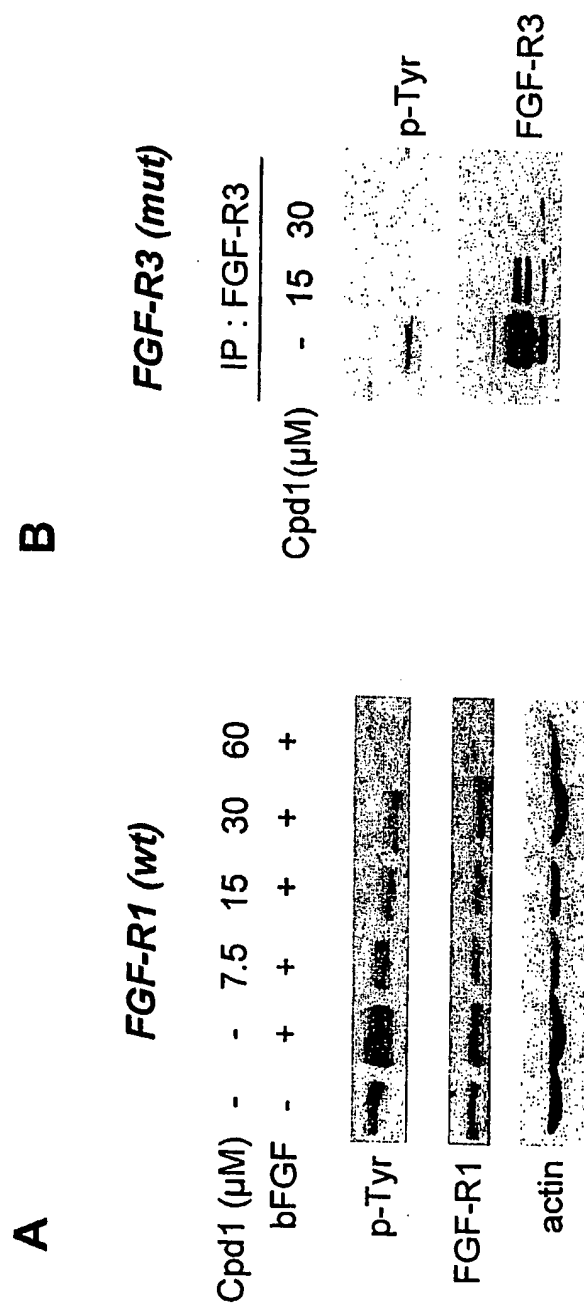 A
FGF-R1 (wt)
Cpd1 (µM) - - 7.5 15 30 60
bFGF - + + + + +
p-Tyr
FGF-R1
actin
B
FGF-R3 (mut)
IP : FGF-R3
Cpd1(µM) - 15 30
p-Tyr
FGF-R3